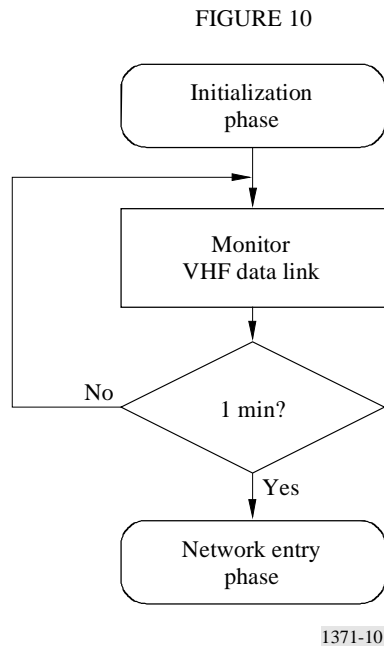 FIGURE 10
Initialization
phase
Monitor
VHF data link
No
1 min?
Yes
Network entry
phase
1371-10